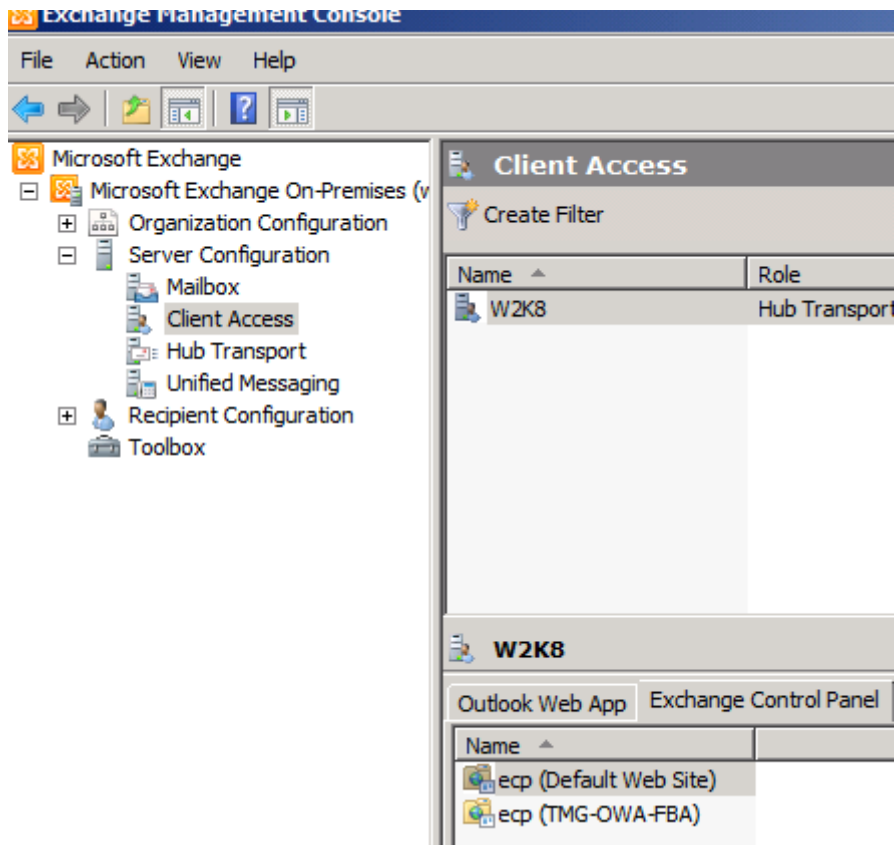 Exchange Management Console
File Action View Help
Microsoft Exchange
Microsoft Exchange On-Premises (w
Organization Configuration
Server Configuration
Mailbox
Client Access
Hub Transport
Unified Messaging
Recipient Configuration
Toolbox
Client Access
Create Filter
Name Role
W2K8 Hub Transport
W2K8
Outlook Web App Exchange Control Panel
Name
ecp (Default Web Site)
ecp (TMG-OWA-FBA)